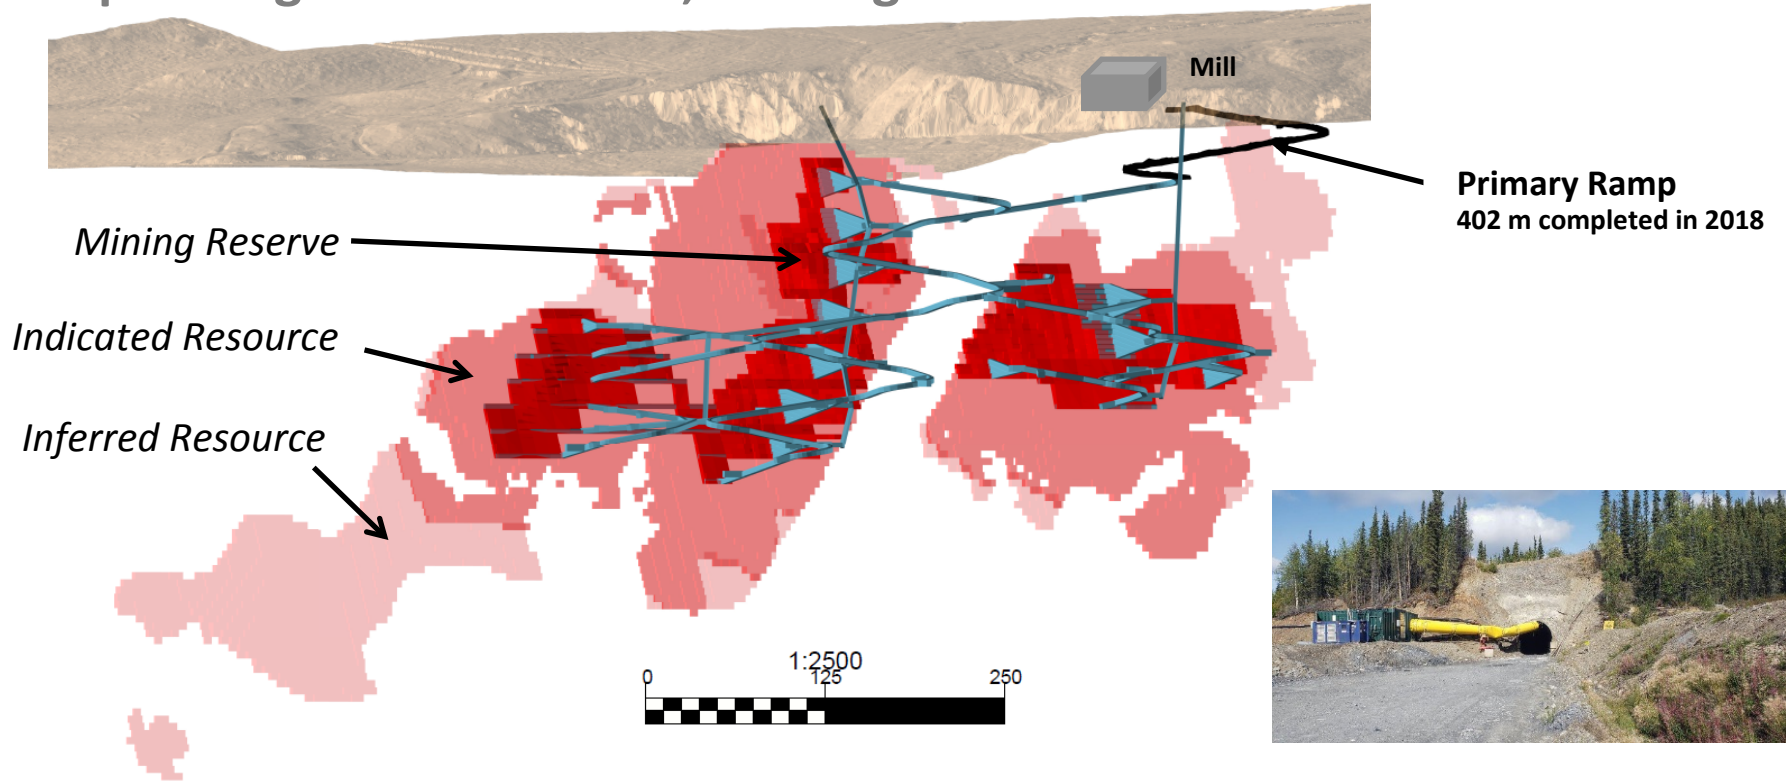 Mill
Primary Ramp
402 m completed in 2018
Mining Reserve
Indicated Resource
Inferred Resource
1:2500
0 125 250